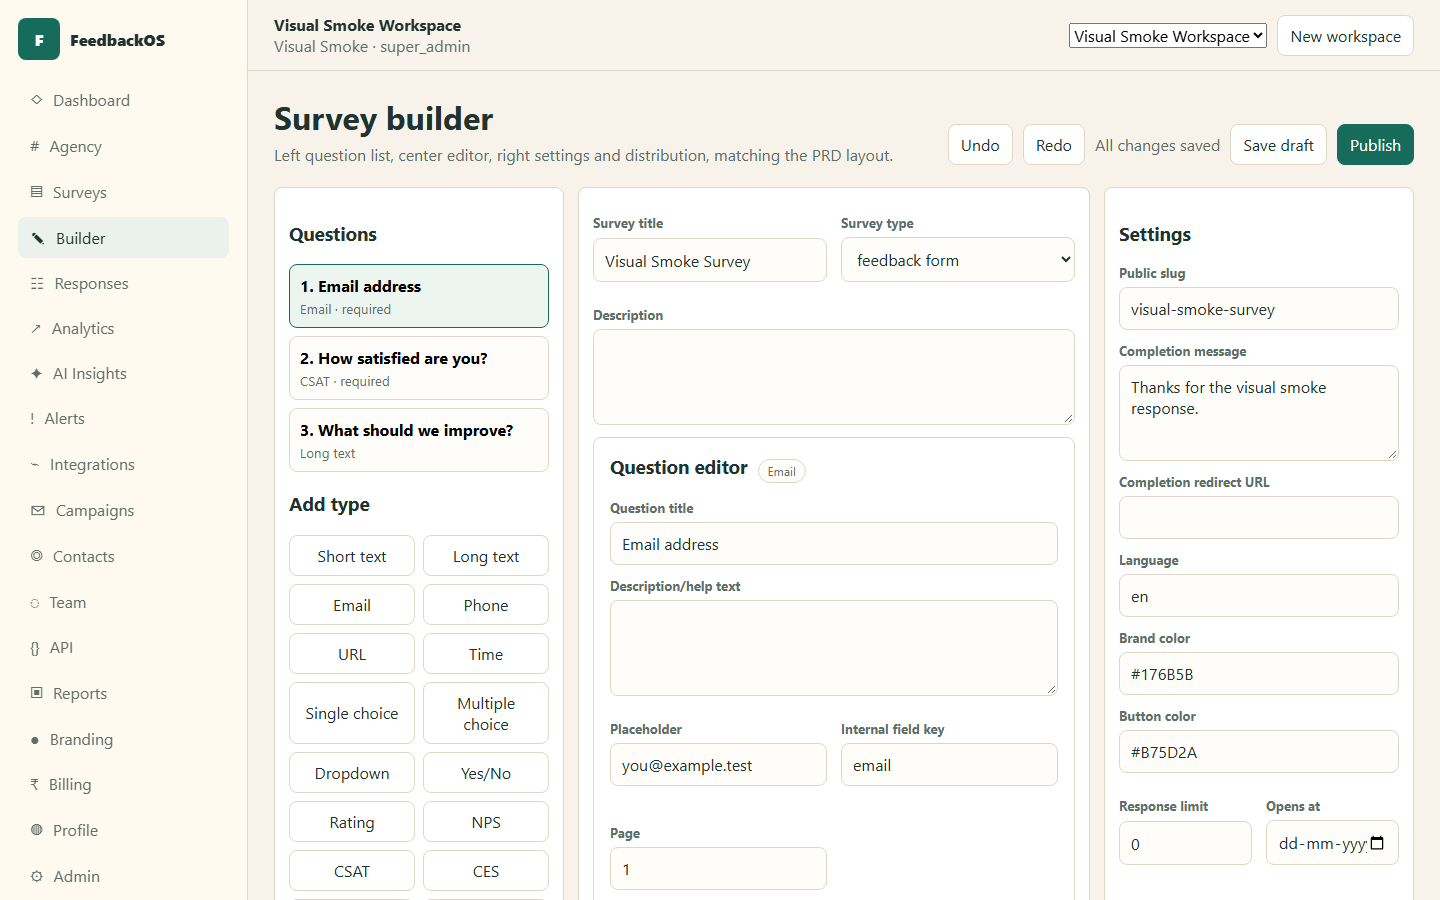 F
FeedbackOS
Dashboard
# Agency
Surveys
Builder
Responses
Analytics
AI Insights
! Alerts
Integrations
Campaigns
Contacts
Team
{} API
Reports
Branding
₹ Billing
Profile
Admin
Visual Smoke Workspace
Visual Smoke · super_admin
Visual Smoke Workspace
New workspace
Survey builder
Left question list, center editor, right settings and distribution, matching the PRD layout.
Undo
Redo
All changes saved
Save draft
Publish
Questions
1. Email address
Email · required
2. How satisfied are you?
CSAT · required
3. What should we improve?
Long text
Add type
Short text
Long text
Email
Phone
URL
Time
Single choice
Multiple
choice
Dropdown
Yes/No
Rating
NPS
CSAT
CES
Survey title
Visual Smoke Survey
Survey type
feedback form
Description
Question editor
Email
Question title
Email address
Description/help text
Placeholder
you@example.test
Internal field key
email
Page
1
Settings
Public slug
visual-smoke-survey
Completion message
Thanks for the visual smoke
response.
Completion redirect URL
Language
en
Brand color
#176B5B
Button color
#B75D2A
Response limit
0
Opens at
dd-mm-yyy